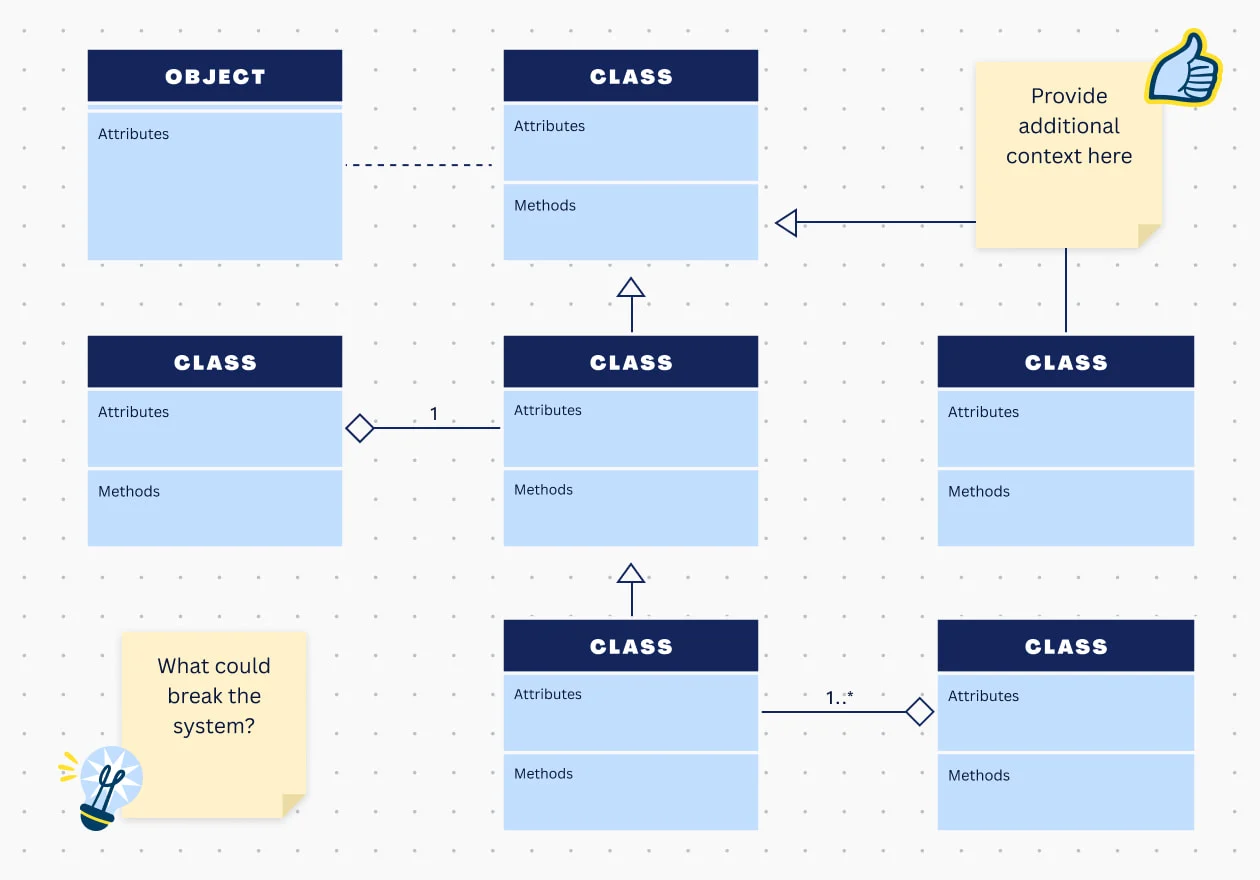 OBJECT
Attributes
CLASS
Attributes
Methods
Provide
additional
context here
CLASS
Attributes
Methods
1
CLASS
Attributes
Methods
CLASS
Attributes
Methods
What could
break the
system?
CLASS
Attributes
Methods
1..*
CLASS
Attributes
Methods